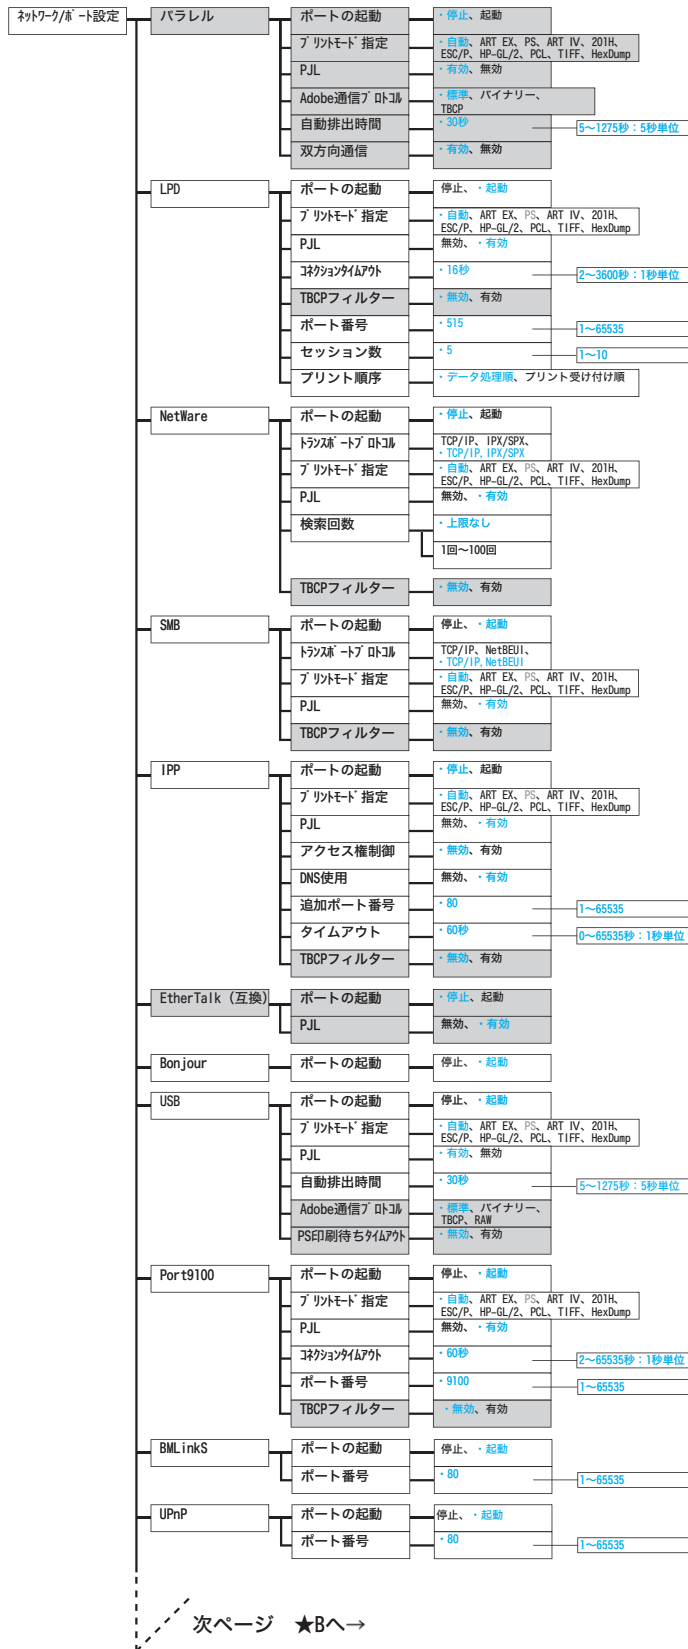 ネットワーク/ポート設定
パラレル
ポートの起動
・停止、起動
プリントモード指定
・自動、ART EX、PS、ART IV、201H、
ESC/P、HP-GL/2、PCL、TIFF、HexDump
PJL
・有効、無効
Adobe通信プロトコル
・標準、バイナリー、
TBCP
自動排出時間
・30秒
5〜1275秒：5秒単位
双方向通信
・有効、無効
LPD
ポートの起動
停止、・起動
プリントモード指定
・自動、ART EX、PS、ART IV、201H、
ESC/P、HP-GL/2、PCL、TIFF、HexDump
PJL
無効、・有効
コネクションタイムアウト
・16秒
2〜3600秒：1秒単位
TBCPフィルター
・無効、有効
ポート番号
・515
1〜65535
セッション数
・5
1〜10
プリント順序
・データ処理順、プリント受け付け順
NetWare
ポートの起動
・停止、起動
トランスポートプロトコル
TCP/IP、IPX/SPX、
・TCP/IP,IPX/SPX
プリントモード指定
・自動、ART EX、PS、ART IV、201H、
ESC/P、HP-GL/2、PCL、TIFF、HexDump
PJL
無効、・有効
検索回数
・上限なし
1回〜100回
TBCPフィルター
・無効、有効
SMB
ポートの起動
停止、・起動
トランスポートプロトコル
TCP/IP、NetBEUI、
・TCP/IP,NetBEUI
プリントモード指定
・自動、ART EX、PS、ART IV、201H、
ESC/P、HP-GL/2、PCL、TIFF、HexDump
PJL
無効、・有効
TBCPフィルター
・無効、有効
IPP
ポートの起動
・停止、起動
プリントモード指定
・自動、ART EX、PS、ART IV、201H、
ESC/P、HP-GL/2、PCL、TIFF、HexDump
PJL
無効、・有効
アクセス権制御
・無効、有効
DNS使用
無効、・有効
追加ポート番号
・80
1〜65535
タイムアウト
・60秒
0〜65535秒：1秒単位
TBCPフィルター
・無効、有効
EtherTalk（互換）
ポートの起動
・停止、起動
PJL
無効、・有効
Bonjour
ポートの起動
停止、・起動
USB
ポートの起動
停止、・起動
プリントモード指定
・自動、ART EX、PS、ART IV、201H、
ESC/P、HP-GL/2、PCL、TIFF、HexDump
PJL
・有効、無効
自動排出時間
・30秒
5〜1275秒：5秒単位
Adobe通信プロトコル
・標準、バイナリー、
TBCP、RAW
PS印刷待ちタイムアウト
・無効、有効
Port9100
ポートの起動
停止、・起動
プリントモード指定
・自動、ART EX、PS、ART IV、201H、
ESC/P、HP-GL/2、PCL、TIFF、HexDump
PJL
無効、・有効
コネクションタイムアウト
・60秒
2〜65535秒：1秒単位
ポート番号
・9100
1〜65535
TBCPフィルター
・無効、有効
BMLinkS
ポートの起動
停止、・起動
ポート番号
・80
1〜65535
UPnP
ポートの起動
停止、・起動
ポート番号
・80
1〜65535
次ページ　★Bへ→